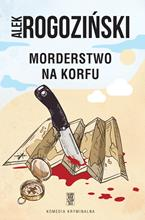 ALEK
ROGOZIŃSKI
MORDERSTWO
NA KORFU
KOMEDIA KRYMINALNA